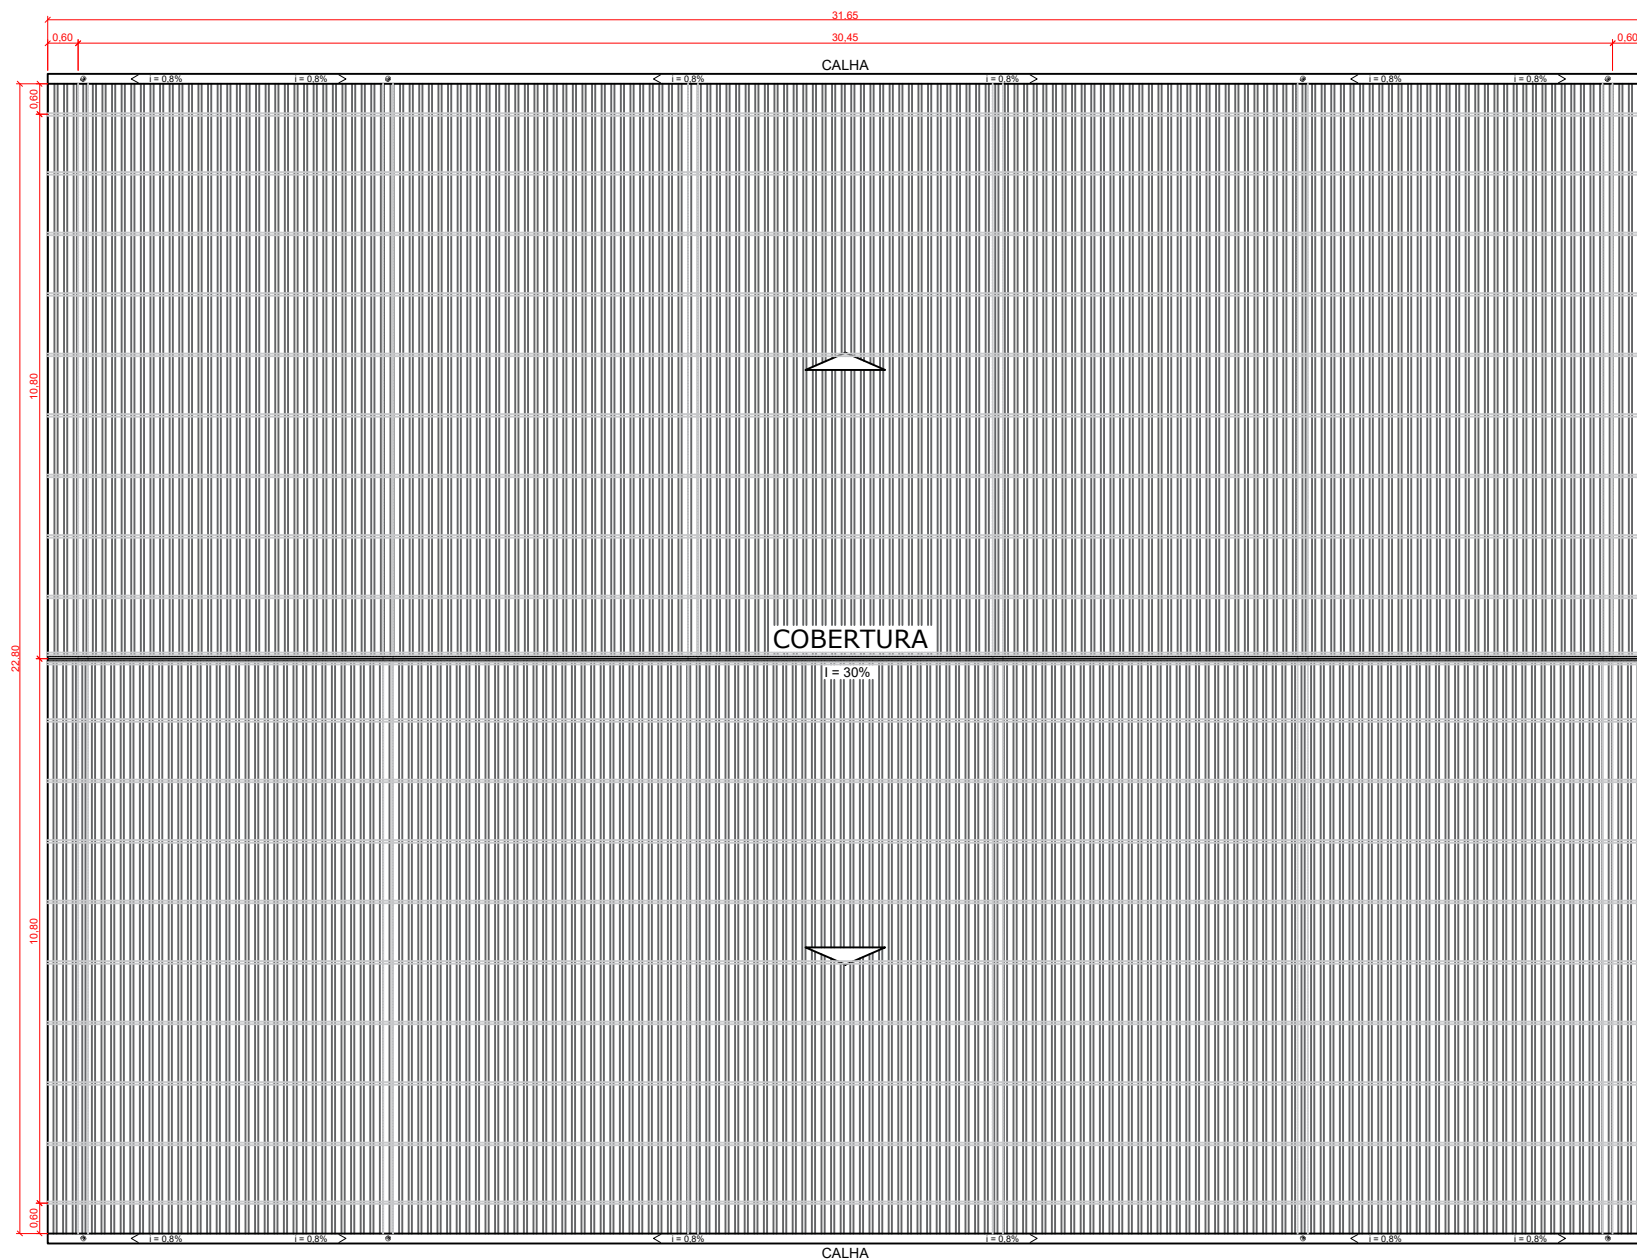 31.65
0,60 30,45 0,60
CALHA
i = 0,8% i = 0,8% i = 0,8% i = 0,8% i = 0,8% i = 0,8%
0,60
10,80
COBERTURA
22,80
I = 30%
10,80
0,60
i = 0,8% i = 0,8% i = 0,8% i = 0,8% i = 0,8% i = 0,8%
CALHA